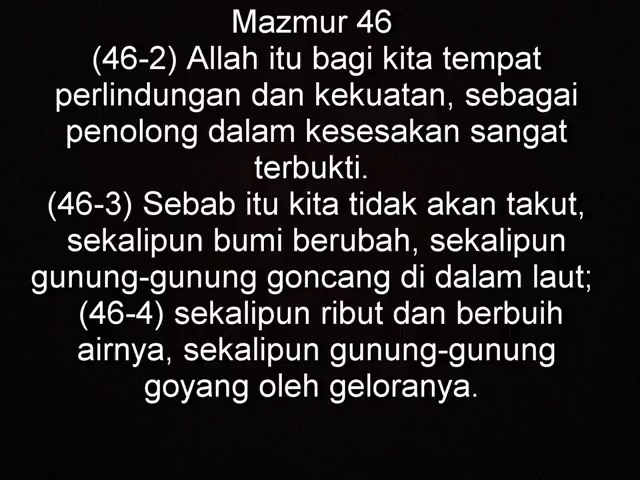 Mazmur 46
(46-2) Allah itu bagi kita tempat
perlindungan dan kekuatan, sebagai
penolong dalam kesesakan sangat
terbukti.
(46-3) Sebab itu kita tidak akan takut,
sekalipun bumi berubah, sekalipun
gunung-gunung goncang di dalam laut;
(46-4) sekalipun ribut dan berbuih
airnya, sekalipun gunung-gunung
goyang oleh geloranya.